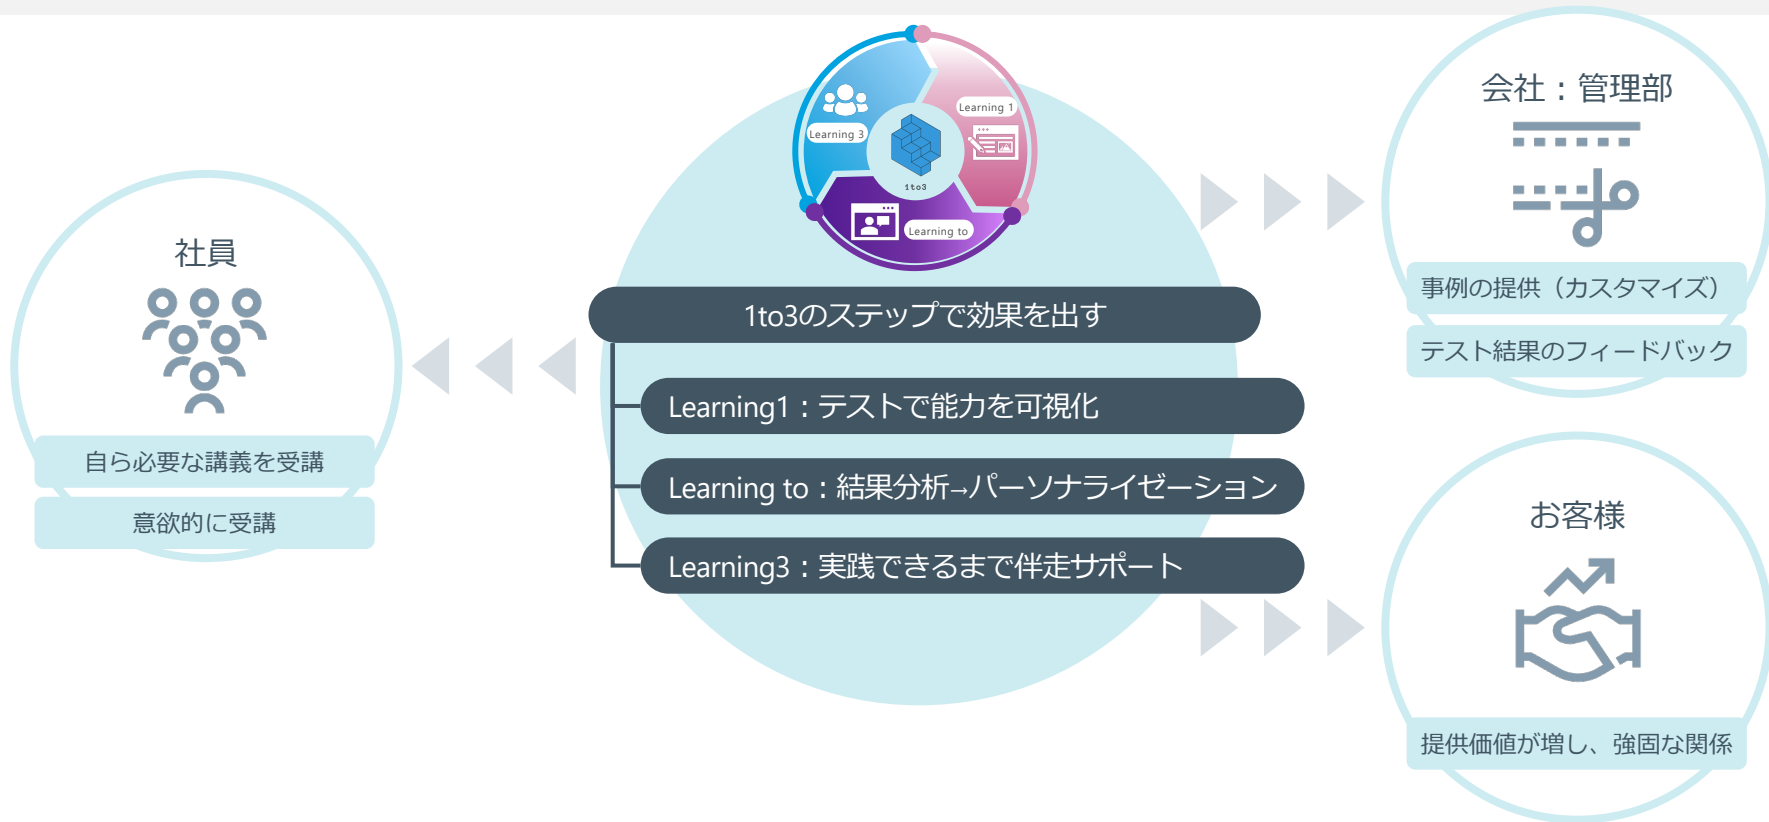 社員
自ら必要な講義を受講
意欲的に受講
Learning 3
Learning 1
1to3
Learning to
1to3のステップで効果を出す
Learning1：テストで能力を可視化
Learning to：結果分析→パーソナライゼーション
Learning3：実践できるまで伴走サポート
会社：管理部
事例の提供（カスタマイズ）
テスト結果のフィードバック
お客様
提供価値が増し、強固な関係